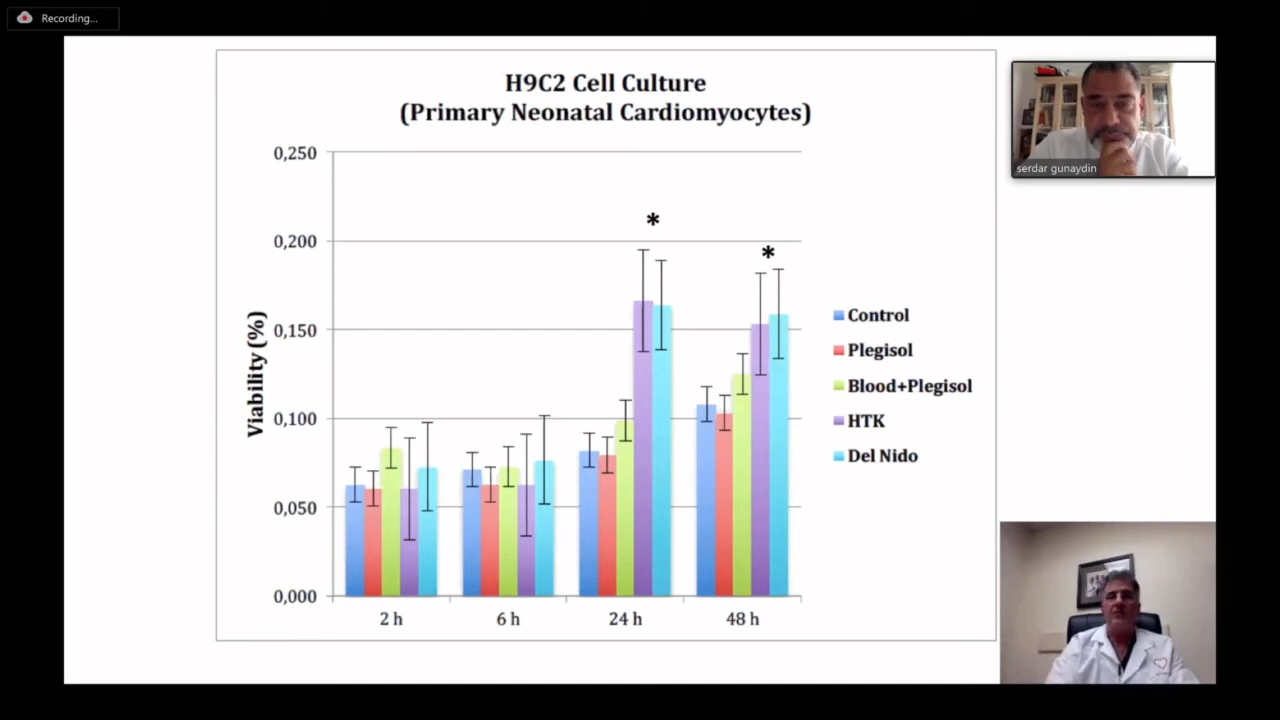 Recording...
H9C2 Cell Culture
(Primary Neonatal Cardiomyocytes)
serdar gunaydin
Viability (%)
0,250
0,200
0,150
0,100
0,050
0,000
*
*
2 h
6 h
24 h
48 h
Control
Plegisol
Blood+Plegisol
HTK
Del Nido